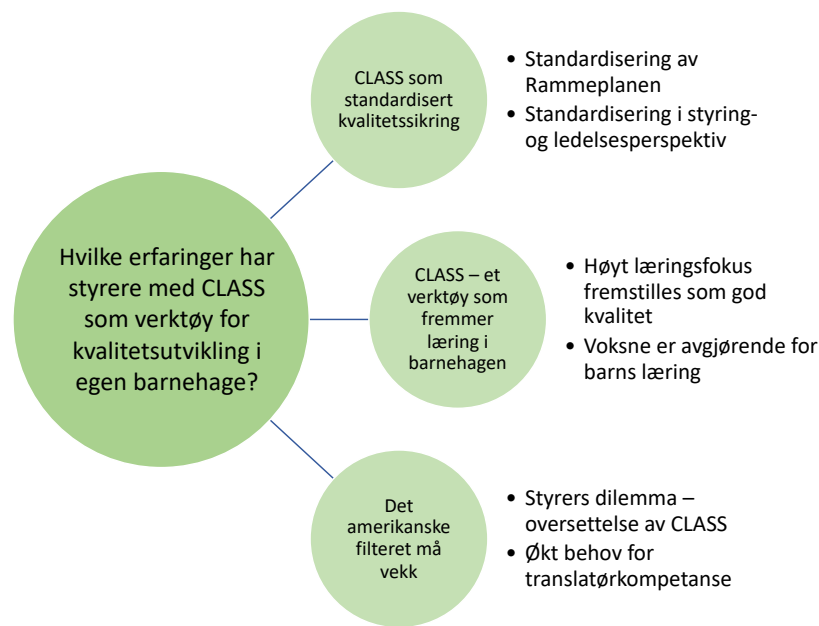 Hvilke erfaringer har
styrere med CLASS
som verktøy for
kvalitetsutvikling i
egen barnehage?
CLASS som
standardisert
kvalitetssikring
• Standardisering av
Rammeplanen
• Standardisering i styring-
og ledelsesperspektiv
CLASS – et
verktøy som
fremmer
læring i
barnehagen
• Høyt læringsfokus
fremstilles som god
kvalitet
• Voksne er avgjørende for
barns læring
Det
amerikanske
filteret må
vekk
• Styrers dilemma –
oversettelse av CLASS
• Økt behov for
translatørkompetanse